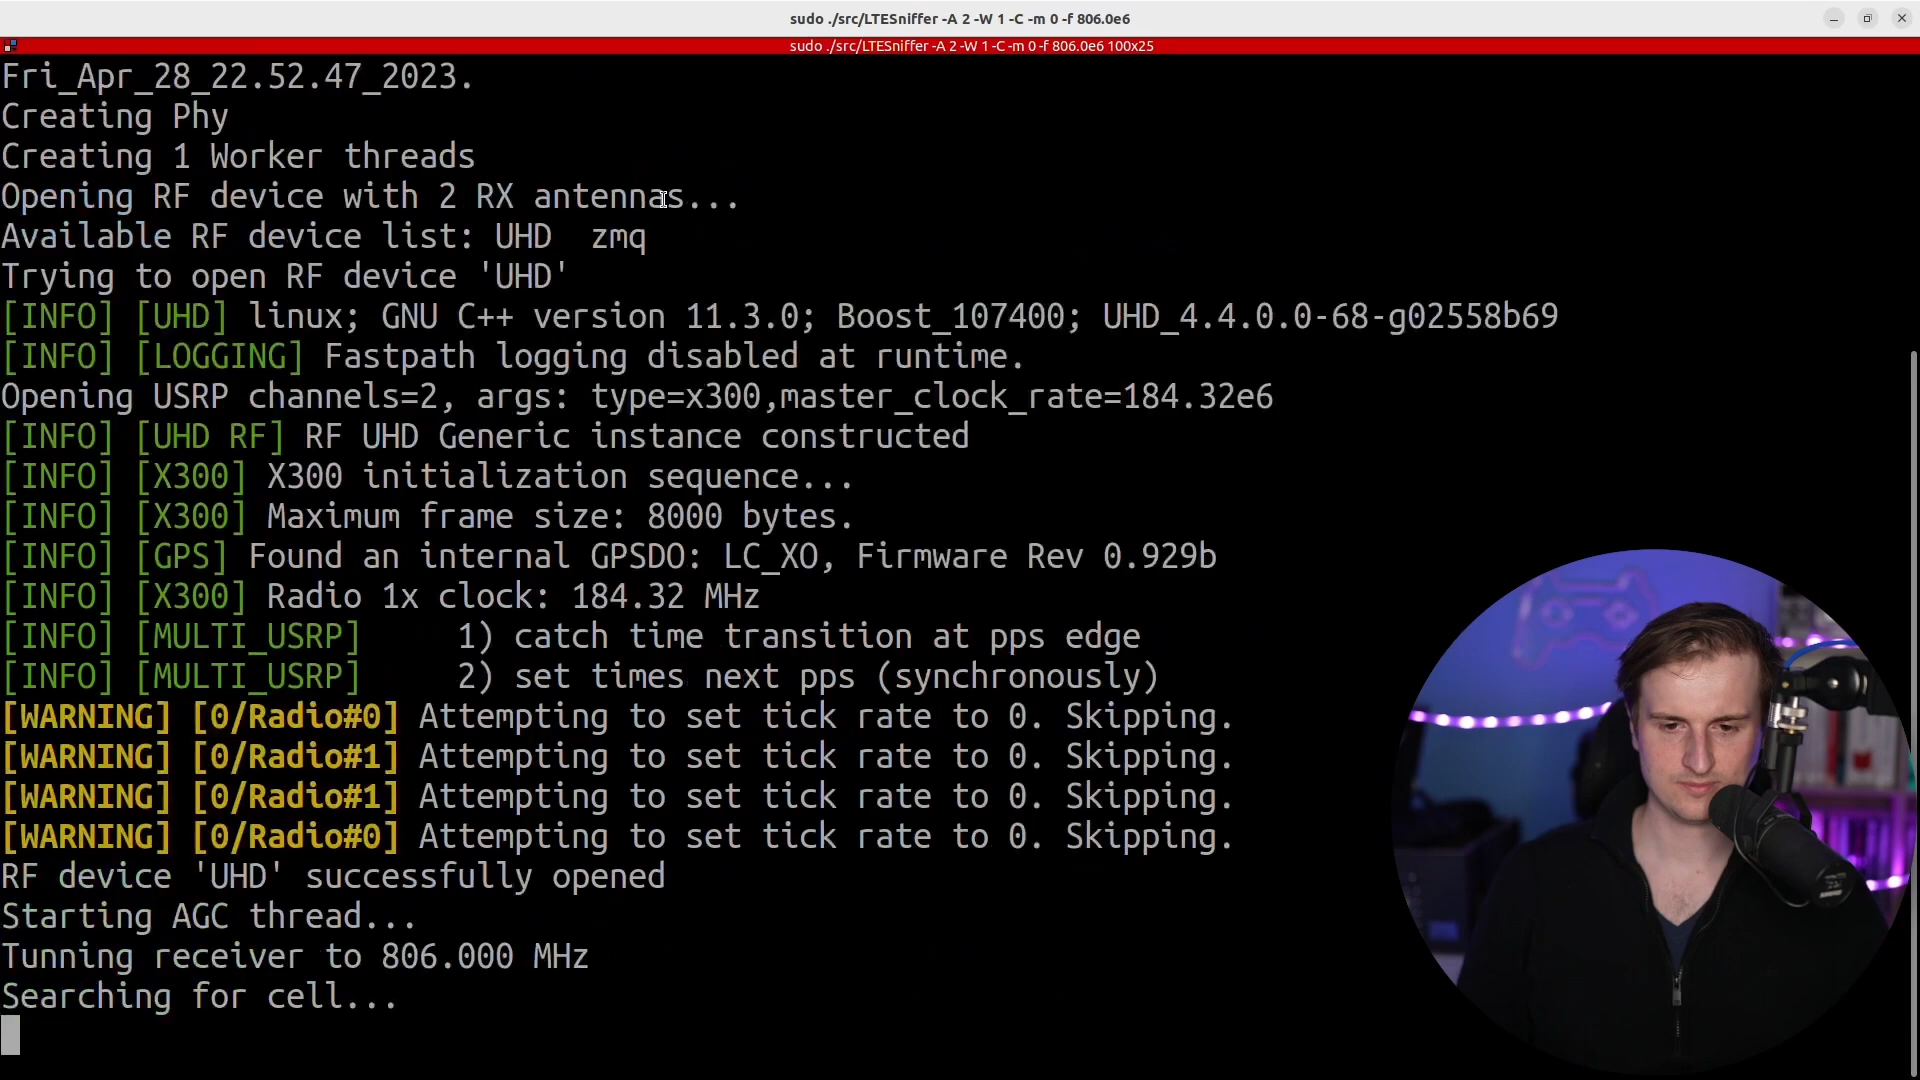 sudo ./src/LTESniffer -A 2 -W 1 -C -m 0 -f 806.0e6
sudo ./src/LTESniffer -A 2 -W 1 -C -m 0 -f 806.0e6 100x25
Fri_Apr_28_22.52.47_2023.
Creating Phy
Creating 1 Worker threads
Opening RF device with 2 RX antennas...
Available RF device list: UHD  zmq
Trying to open RF device 'UHD'
[INFO] [UHD] linux; GNU C++ version 11.3.0; Boost_107400; UHD_4.4.0.0-68-g02558b69
[INFO] [LOGGING] Fastpath logging disabled at runtime.
Opening USRP channels=2, args: type=x300,master_clock_rate=184.32e6
[INFO] [UHD RF] RF UHD Generic instance constructed
[INFO] [X300] X300 initialization sequence...
[INFO] [X300] Maximum frame size: 8000 bytes.
[INFO] [GPS] Found an internal GPSDO: LC_XO, Firmware Rev 0.929b
[INFO] [X300] Radio 1x clock: 184.32 MHz
[INFO] [MULTI_USRP]     1) catch time transition at pps edge
[INFO] [MULTI_USRP]     2) set times next pps (synchronously)
[WARNING] [0/Radio#0] Attempting to set tick rate to 0. Skipping.
[WARNING] [0/Radio#1] Attempting to set tick rate to 0. Skipping.
[WARNING] [0/Radio#1] Attempting to set tick rate to 0. Skipping.
[WARNING] [0/Radio#0] Attempting to set tick rate to 0. Skipping.
RF device 'UHD' successfully opened
Starting AGC thread...
Tunning receiver to 806.000 MHz
Searching for cell...